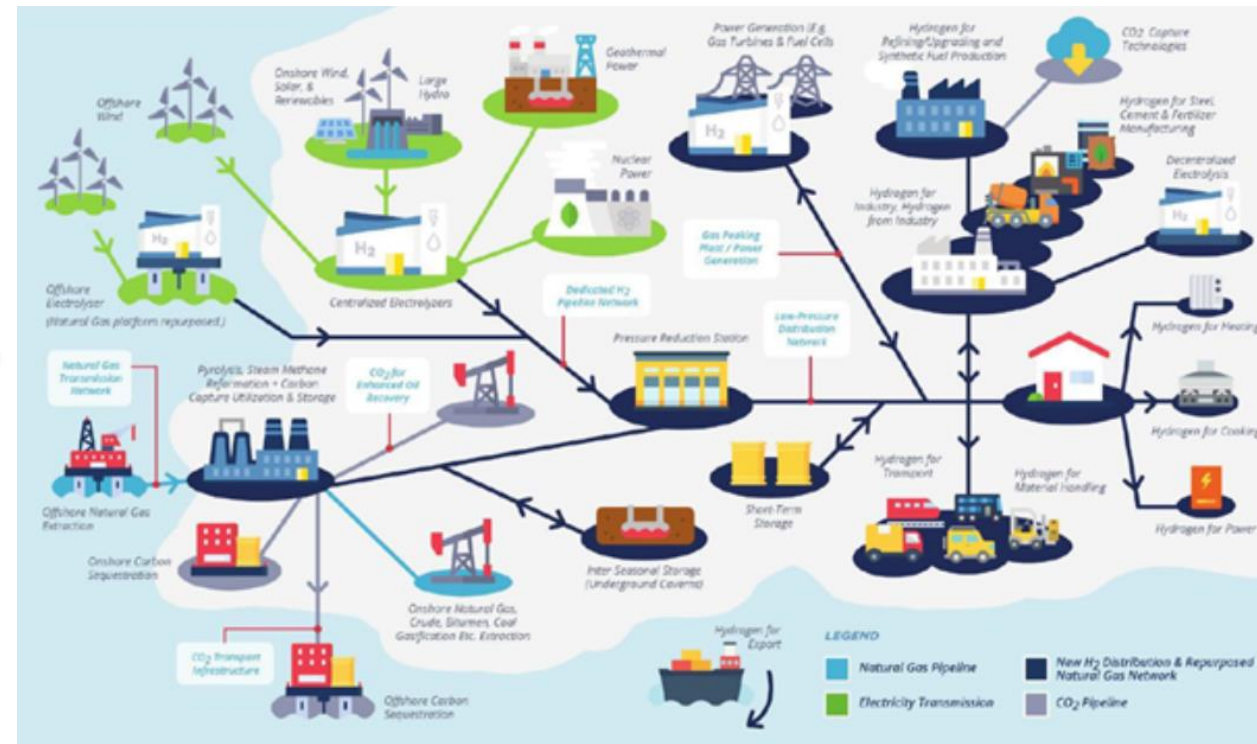 Offshore
Wind
Onshore Wind,
Solar, &
Renewables
Large
Hydro
Geothermal
Power
Power Generation (E.g.
Gas Turbines & Fuel Cells
Hydrogen for
Refining/Upgrading and
Synthetic Fuel Production
CO2 Capture
Technologies
Hydrogen for Steel,
Cement & Fertilizer
Manufacturing
Decentralized
Electrolysis
Nuclear
Power
Hydrogen for
Industry, Hydrogen
from Industry
H2
H2
H2
H2
Offshore
Electrolyser
(Natural Gas platform repurposed.)
Centralized Electrolyzers
Gas Peaking
Plant / Power
Generation
Dedicated H2
Pipeline Network
Low-Pressure
Distribution
Network
Pressure Reduction Station
Hydrogen for Heating
Natural Gas
Transmission
Network
Pyrolysis, Steam Methane
Reformation + Carbon
Capture Utilization & Storage
CO2 for
Enhanced Oil
Recovery
Hydrogen for Cooking
Hydrogen for
Transport
Hydrogen for
Material Handling
Short-Term
Storage
Hydrogen for Power
Offshore Natural Gas
Extraction
Onshore Carbon
Sequestration
Inter Seasonal Storage
(Underground Caverns)
Onshore Natural Gas,
Crude, Bitumen, Coal
Gasification Etc. Extraction
CO2 Transport
Infrastructure
Offshore Carbon
Sequestration
Hydrogen for
Export
LEGEND
Natural Gas Pipeline
Electricity Transmission
New H2 Distribution & Repurposed
Natural Gas Network
CO2 Pipeline